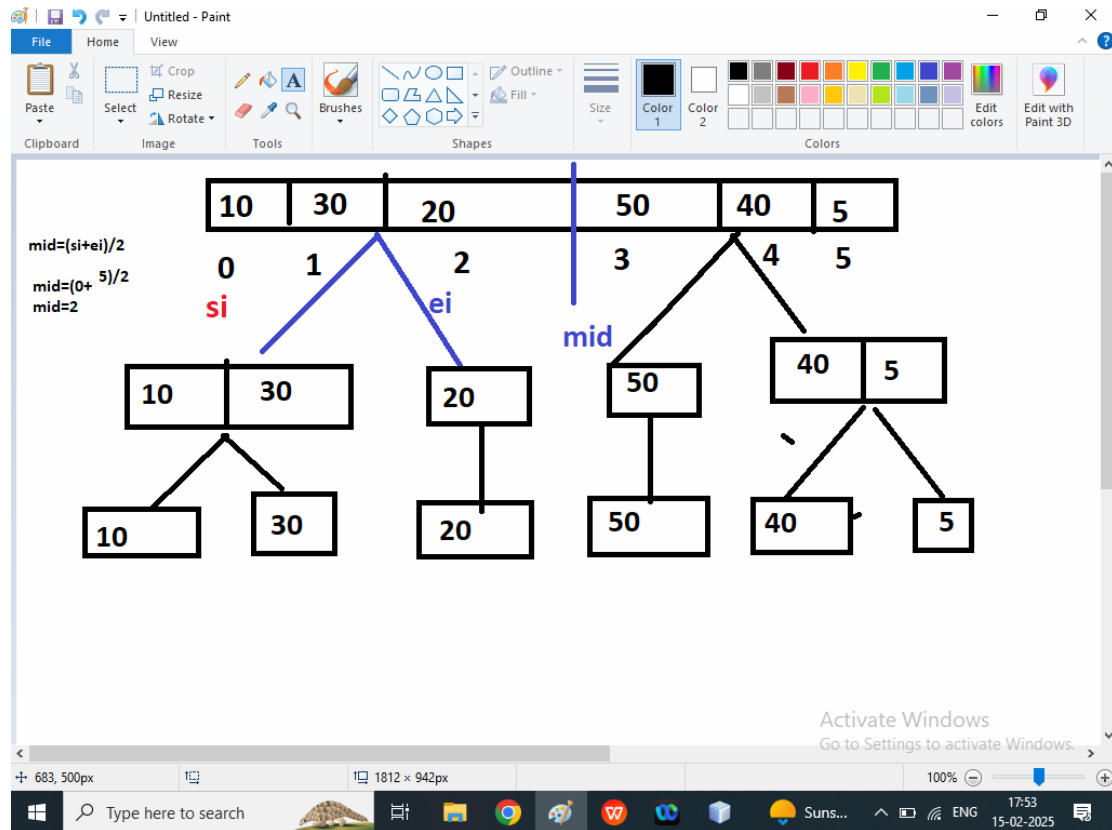 Untitled - Paint
File Home View
Crop
Resize
Rotate
Paste Select Brushes Outline Fill Size Color 1 Color 2 Edit colors Edit with Paint 3D
Clipboard Image Tools Shapes Colors
10 30 20 50 40 5
mid=(si+ei)/2
0 1 2 3 4 5
mid=(0+ 5)/2
mid=2
si ei mid
10 30 20 50 40 5
10 30 20 50 40 5
Activate Windows
Go to Settings to activate Windows.
683, 500px 1812 × 942px 100%
Type here to search Suns... ENG 17:53
15-02-2025